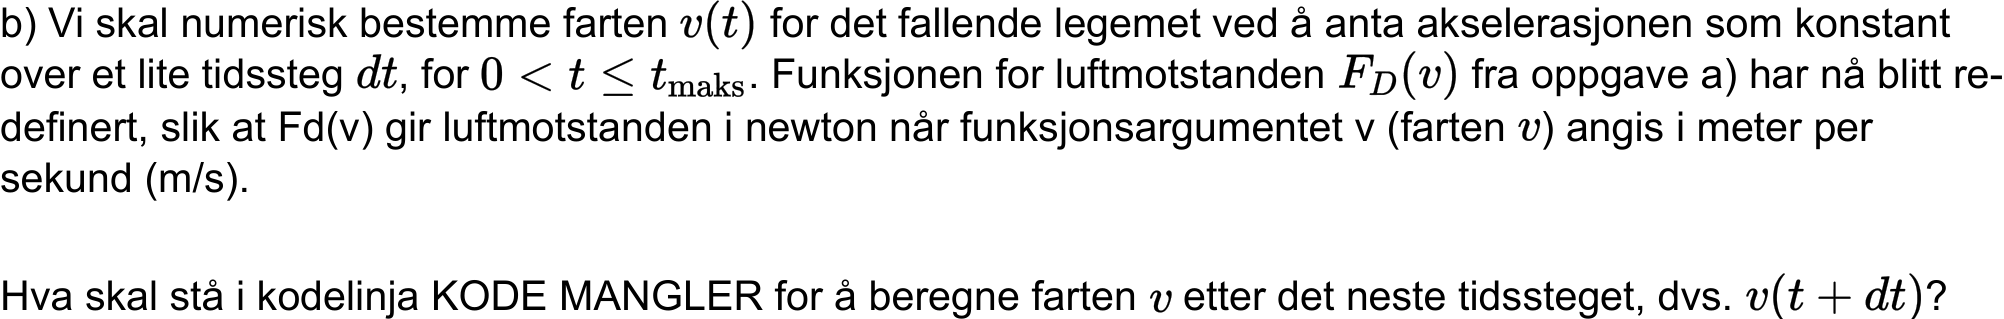 b) Vi skal numerisk bestemme farten v(t) for det fallende legemet ved å anta akselerasjonen som konstant
over et lite tidssteg dt, for 0 < t ≤ t_maks. Funksjonen for luftmotstanden F_D(v) fra oppgave a) har nå blitt re-
definert, slik at Fd(v) gir luftmotstanden i newton når funksjonsargumentet v (farten v) angis i meter per
sekund (m/s).
Hva skal stå i kodelinja KODE MANGLER for å beregne farten v etter det neste tidssteget, dvs. v(t + dt)?